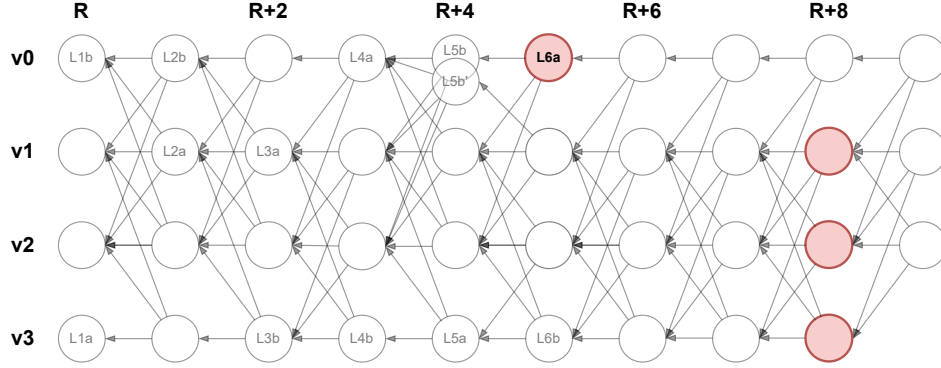 R R+2 R+4 R+6 R+8
v0 L1b L2b L4a L5b L6a
L5b'
v1 L2a L3a
v2
v3 L1a L3b L4b L5a L6b